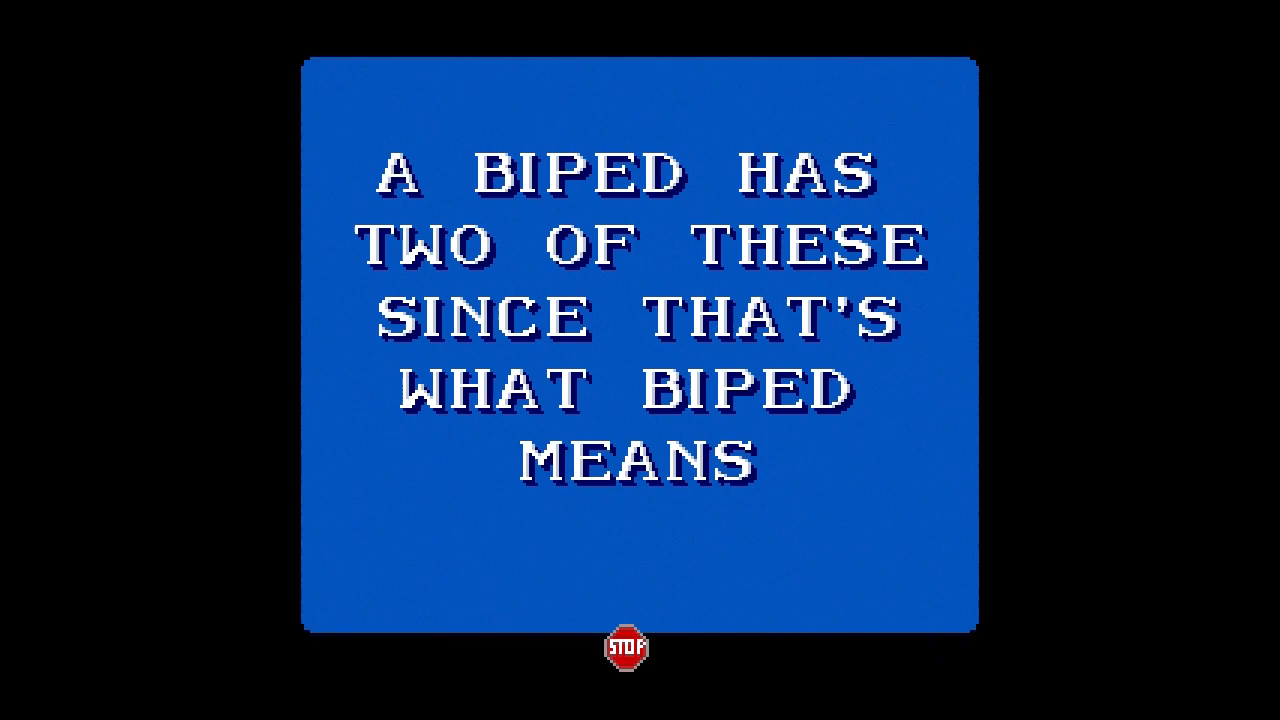 A BIPED HAS
TWO OF THESE
SINCE THAT'S
WHAT BIPED
MEANS
STOP